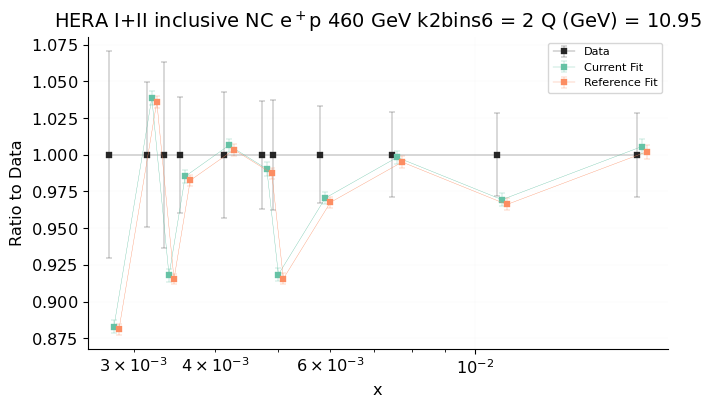 HERA I+II inclusive NC e⁺p 460 GeV k2bins6 = 2 Q (GeV) = 10.95
Data
Current Fit
Reference Fit
Ratio to Data
1.075
1.050
1.025
1.000
0.975
0.950
0.925
0.900
0.875
3 × 10⁻³ 4 × 10⁻³ 6 × 10⁻³ 10⁻²
x